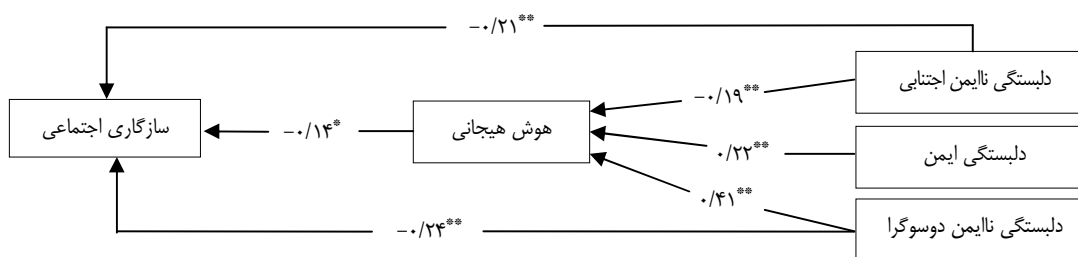 -۰/۲۱**
دلبستگی ناایمن اجتنابی
-۰/۱۹**
سازگاری اجتماعی
-۰/۱۴*
هوش هیجانی
۰/۲۲**
دلبستگی ایمن
۰/۴۱**
دلبستگی ناایمن دوسوگرا
-۰/۲۴**